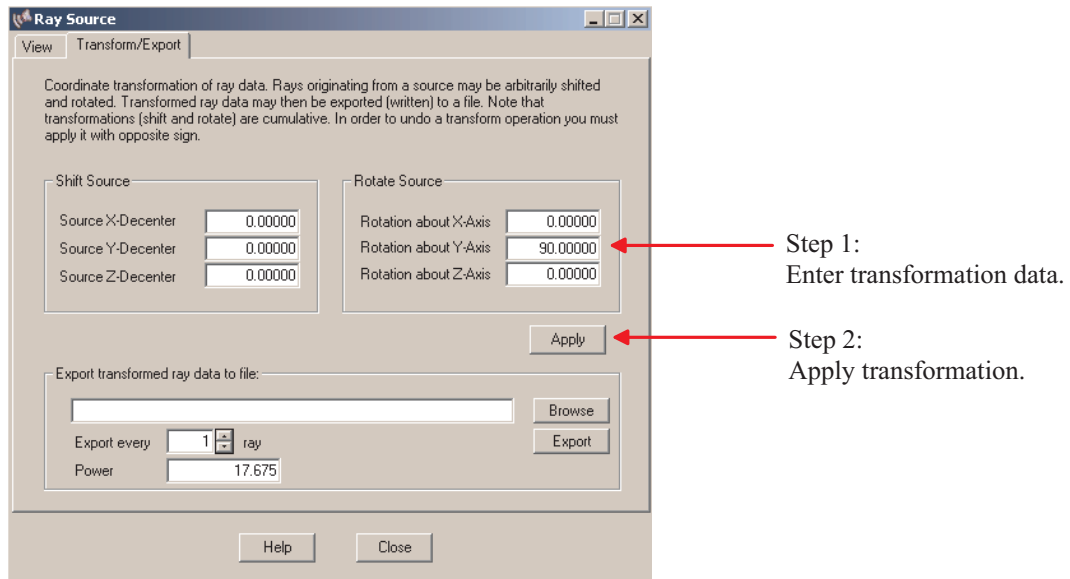 Ray Source
View
Transform/Export
Coordinate transformation of ray data. Rays originating from a source may be arbitrarily shifted
and rotated. Transformed ray data may then be exported (written) to a file. Note that
transformations (shift and rotate) are cumulative. In order to undo a transform operation you must
apply it with opposite sign.
Shift Source
Source X-Decenter 0.00000
Source Y-Decenter 0.00000
Source Z-Decenter 0.00000
Rotate Source
Rotation about X-Axis 0.00000
Rotation about Y-Axis 90.00000
Rotation about Z-Axis 0.00000
Step 1:
Enter transformation data.
Apply
Step 2:
Apply transformation.
Export transformed ray data to file:
Browse
Export every 1 ray
Export
Power 17.675
Help
Close